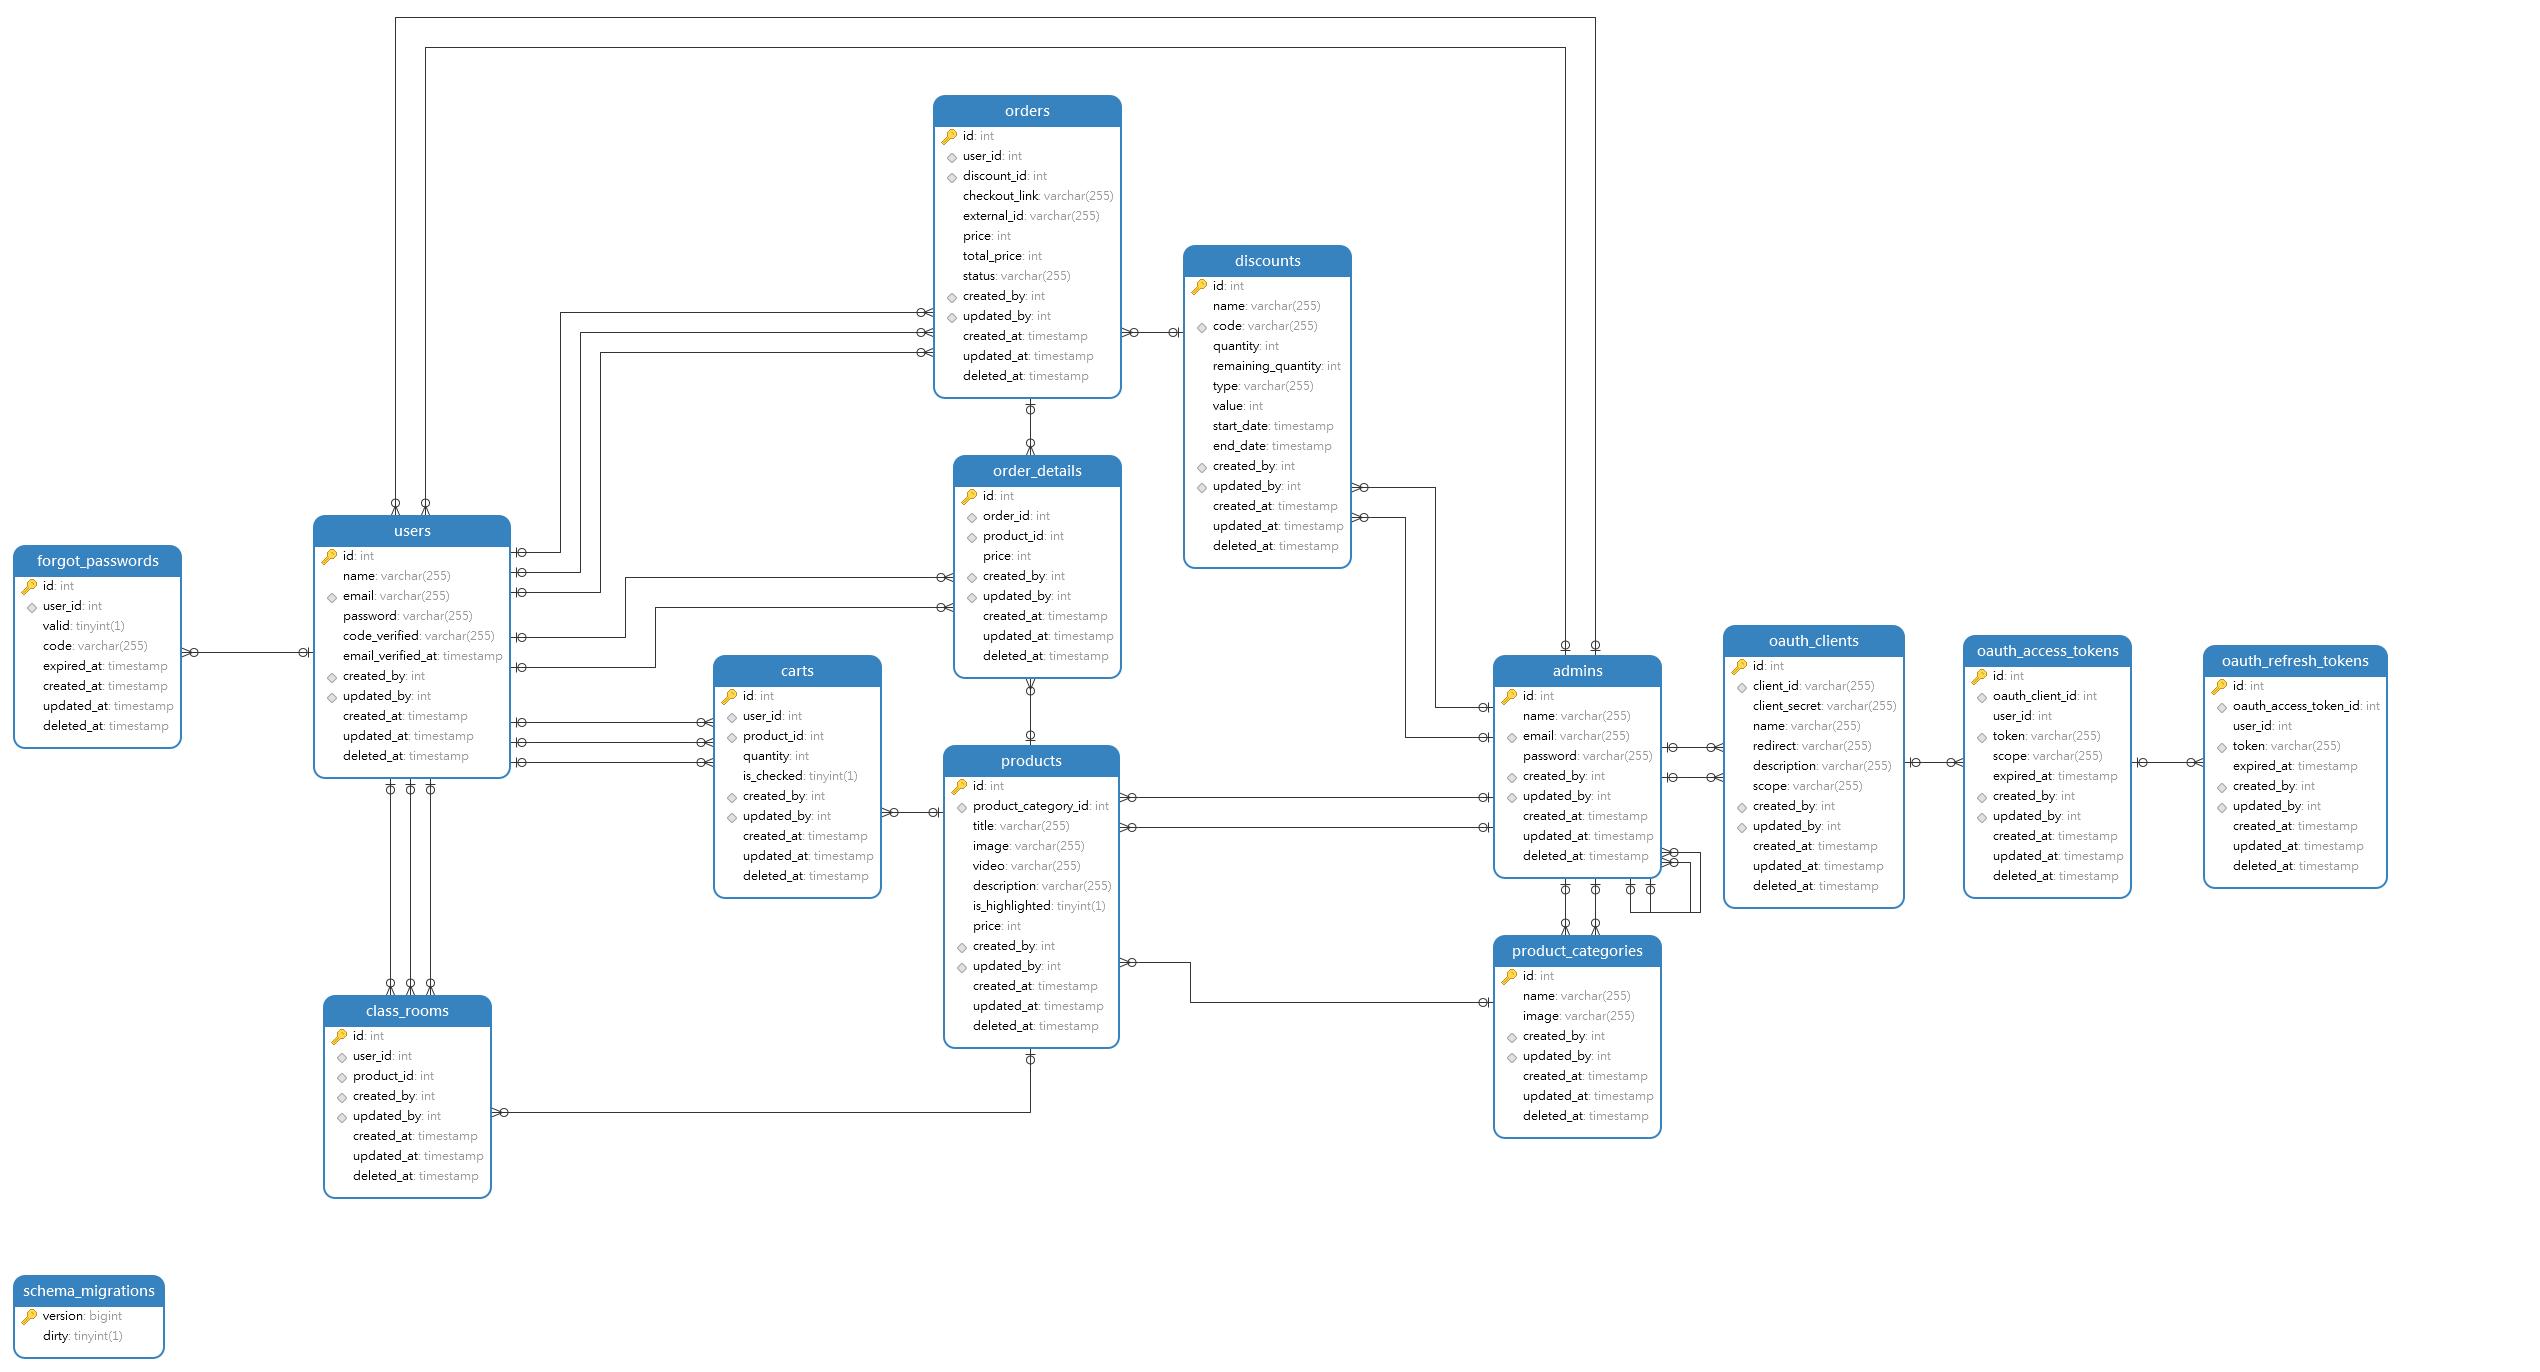 orders
id: int
user_id: int
discount_id: int
checkout_link: varchar(255)
external_id: varchar(255)
price: int
total_price: int
status: varchar(255)
created_by: int
updated_by: int
created_at: timestamp
updated_at: timestamp
deleted_at: timestamp
discounts
id: int
name: varchar(255)
code: varchar(255)
quantity: int
remaining_quantity: int
type: varchar(255)
value: int
start_date: timestamp
end_date: timestamp
created_by: int
updated_by: int
created_at: timestamp
updated_at: timestamp
deleted_at: timestamp
order_details
id: int
order_id: int
product_id: int
price: int
created_by: int
updated_by: int
created_at: timestamp
updated_at: timestamp
deleted_at: timestamp
users
id: int
name: varchar(255)
email: varchar(255)
password: varchar(255)
code_verified: varchar(255)
email_verified_at: timestamp
created_by: int
updated_by: int
created_at: timestamp
updated_at: timestamp
deleted_at: timestamp
forgot_passwords
id: int
user_id: int
valid: tinyint(1)
code: varchar(255)
expired_at: timestamp
created_at: timestamp
updated_at: timestamp
deleted_at: timestamp
carts
id: int
user_id: int
product_id: int
quantity: int
is_checked: tinyint(1)
created_by: int
updated_by: int
created_at: timestamp
updated_at: timestamp
deleted_at: timestamp
products
id: int
product_category_id: int
title: varchar(255)
image: varchar(255)
video: varchar(255)
description: varchar(255)
is_highlighted: tinyint(1)
price: int
created_by: int
updated_by: int
created_at: timestamp
updated_at: timestamp
deleted_at: timestamp
admins
id: int
name: varchar(255)
email: varchar(255)
password: varchar(255)
created_by: int
updated_by: int
created_at: timestamp
updated_at: timestamp
deleted_at: timestamp
oauth_clients
id: int
client_id: varchar(255)
client_secret: varchar(255)
name: varchar(255)
redirect: varchar(255)
description: varchar(255)
scope: varchar(255)
created_by: int
updated_by: int
created_at: timestamp
updated_at: timestamp
deleted_at: timestamp
oauth_access_tokens
id: int
oauth_client_id: int
user_id: int
token: varchar(255)
scope: varchar(255)
expired_at: timestamp
created_by: int
updated_by: int
created_at: timestamp
updated_at: timestamp
deleted_at: timestamp
oauth_refresh_tokens
id: int
oauth_access_token_id: int
user_id: int
token: varchar(255)
expired_at: timestamp
created_by: int
updated_by: int
created_at: timestamp
updated_at: timestamp
deleted_at: timestamp
product_categories
id: int
name: varchar(255)
image: varchar(255)
created_by: int
updated_by: int
created_at: timestamp
updated_at: timestamp
deleted_at: timestamp
class_rooms
id: int
user_id: int
product_id: int
created_by: int
updated_by: int
created_at: timestamp
updated_at: timestamp
deleted_at: timestamp
schema_migrations
version: bigint
dirty: tinyint(1)